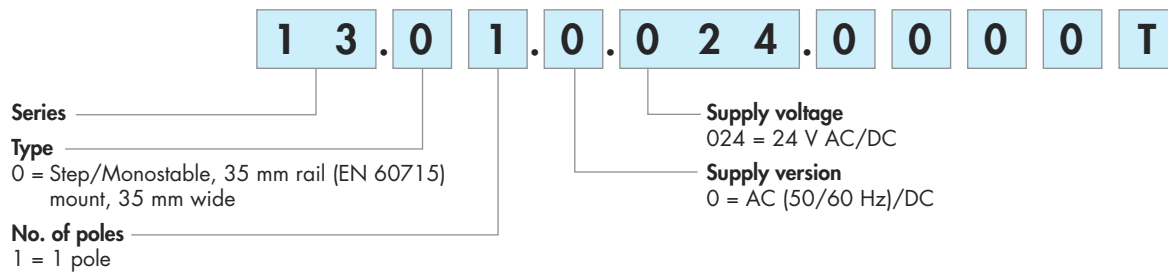 1 3 . 0 1 . 0 . 0 2 4 . 0 0 0 0 T
Series
Type
0 = Step/Monostable, 35 mm rail (EN 60715)
mount, 35 mm wide
No. of poles
1 = 1 pole
Supply voltage
024 = 24 V AC/DC
Supply version
0 = AC (50/60 Hz)/DC